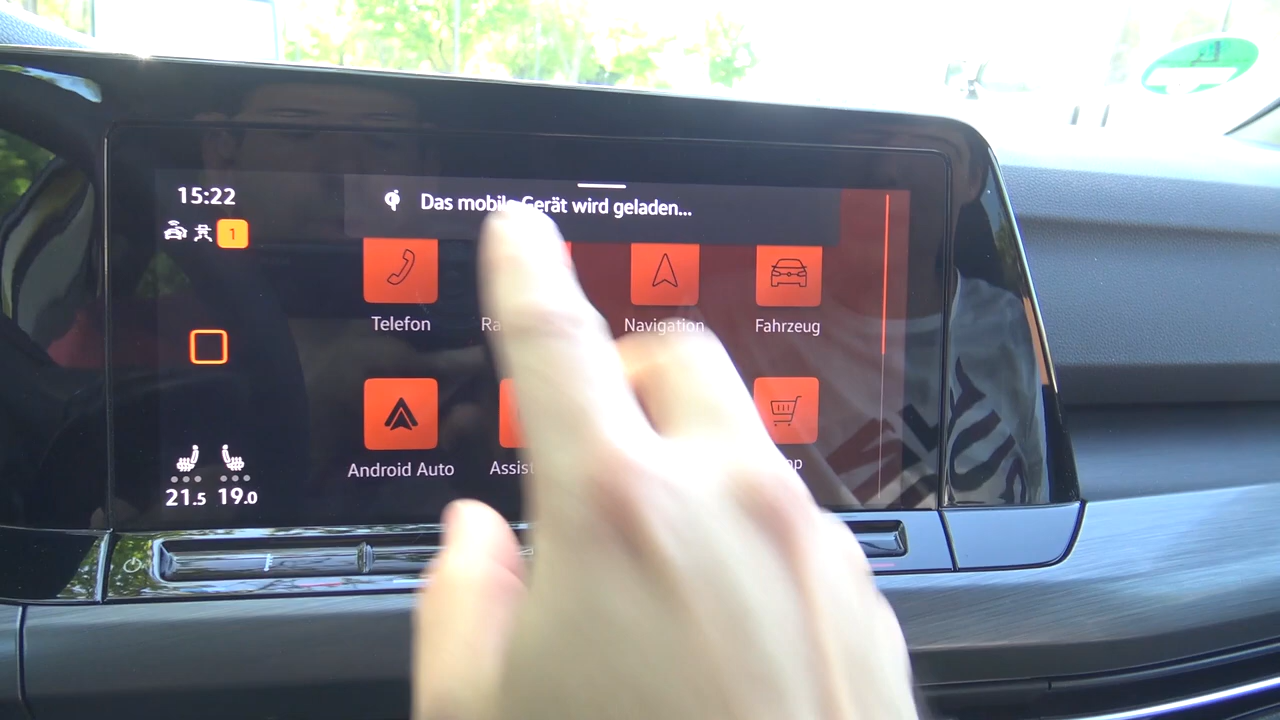 15:22
Das mobile Gerät wird geladen...
1
Telefon
Navigation
Fahrzeug
Android Auto
21.5 19.0